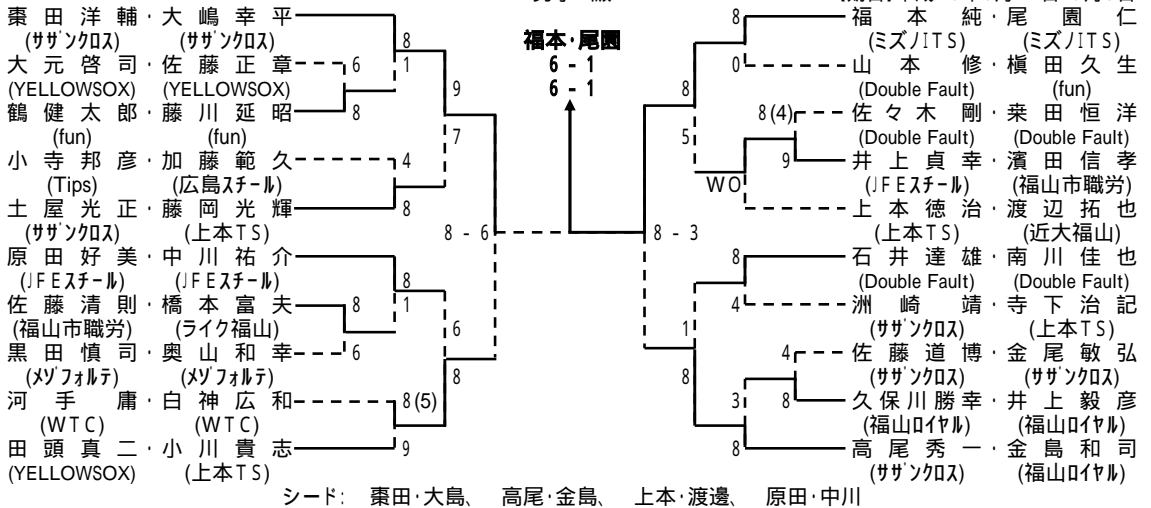 福本･尾園
6 - 1
6 - 1
棗田洋輔･大嶋幸平
(ｻｻﾞﾝｸﾛｽ) (ｻｻﾞﾝｸﾛｽ)
8
大元啓司･佐藤正章
6 1
(YELLOWSOX) (YELLOWSOX)
9
鶴健太郎･藤川延昭
8
(fun) (fun)
7
小寺邦彦･加藤範久
4
(Tips) (広島ｽﾁｰﾙ)
土屋光正･藤岡光輝
8
(ｻｻﾞﾝｸﾛｽ) (上本TS)
8 - 6
原田好美･中川祐介
(JFEｽﾁｰﾙ) (JFEｽﾁｰﾙ)
8
佐藤清則･橋本富夫
8 1
(福山市職労) (ライク福山)
6
黒田慎司･奥山和幸
6
(ﾒｿﾞﾌｫﾙﾃ) (ﾒｿﾞﾌｫﾙﾃ)
8
河手庸･白神広和
8(5)
(WTC) (WTC)
田頭真二･小川貴志
9
(YELLOWSOX) (上本TS)
8
福本純･尾園仁
(ミズノITS) (ミズノITS)
0
山本修･槇田久生
(Double Fault) (fun)
8
8(4)
佐々木剛･桒田恒洋
(Double Fault) (Double Fault)
5
9
井上貞幸･濱田信孝
(JFEｽﾁｰﾙ) (福山市職労)
WO
上本徳治･渡辺拓也
(上本TS) (近大福山)
8 - 3
8
石井達雄･南川佳也
(Double Fault) (Double Fault)
4
洲崎靖･寺下治記
(ｻｻﾞﾝｸﾛｽ) (上本TS)
1
4
佐藤道博･金尾敏弘
(ｻｻﾞﾝｸﾛｽ) (ｻｻﾞﾝｸﾛｽ)
8
3 8
久保川勝幸･井上毅彦
(福山ﾛｲﾔﾙ) (福山ﾛｲﾔﾙ)
8
高尾秀一･金島和司
(ｻｻﾞﾝｸﾛｽ) (福山ﾛｲﾔﾙ)
シード： 棗田･大島、 高尾･金島、 上本･渡邊、 原田･中川